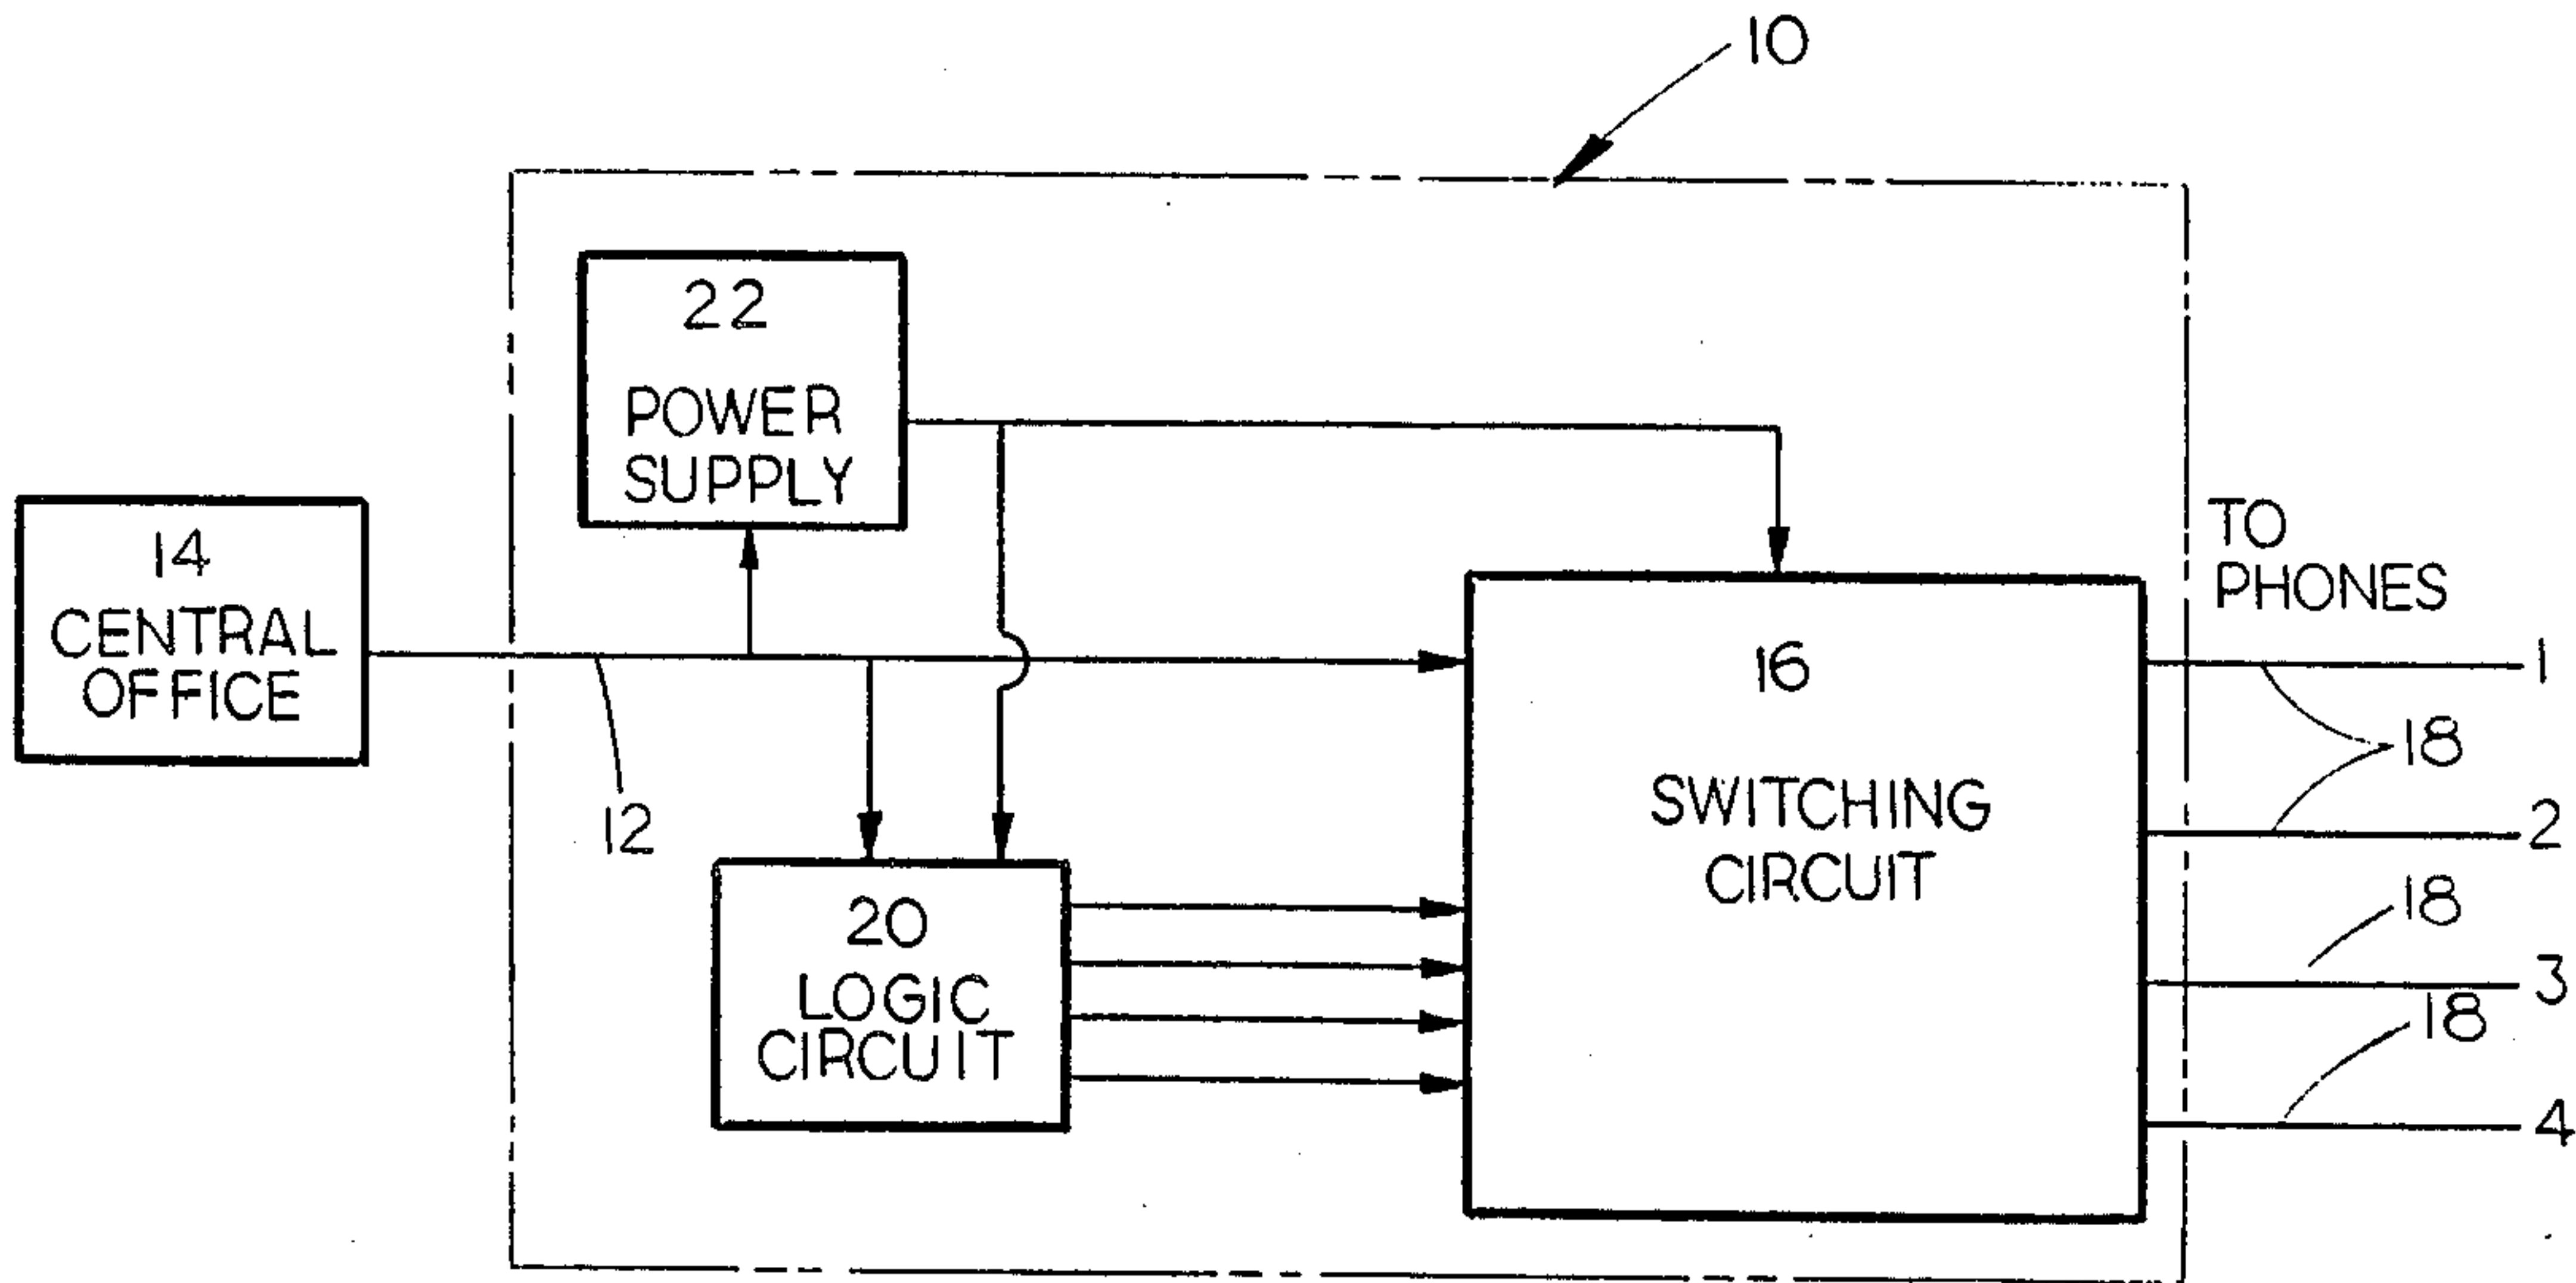 10
22
POWER
SUPPLY
14
CENTRAL
OFFICE
12
20
LOGIC
CIRCUIT
16
SWITCHING
CIRCUIT
TO
PHONES
1
18
2
18
3
18
4